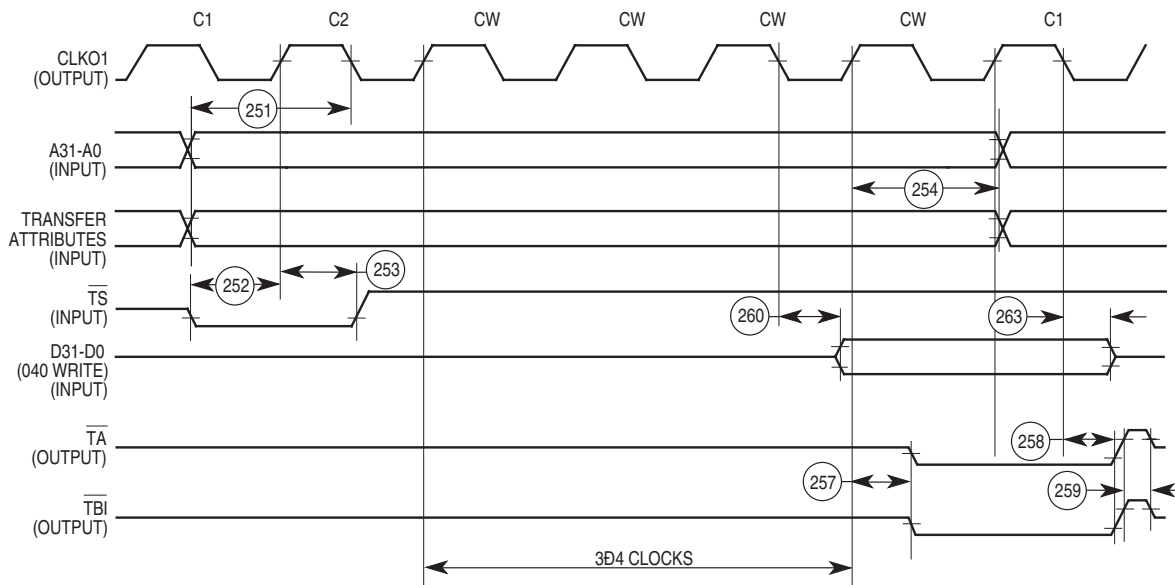 C1 C2 CW CW CW CW C1
CLKO1
(OUTPUT)
251
A31-A0
(INPUT)
254
TRANSFER
ATTRIBUTES
(INPUT)
252
253
TS
(INPUT)
260
263
D31-D0
(040 WRITE)
(INPUT)
TA
(OUTPUT)
258
257
259
TBI
(OUTPUT)
3Ð4 CLOCKS